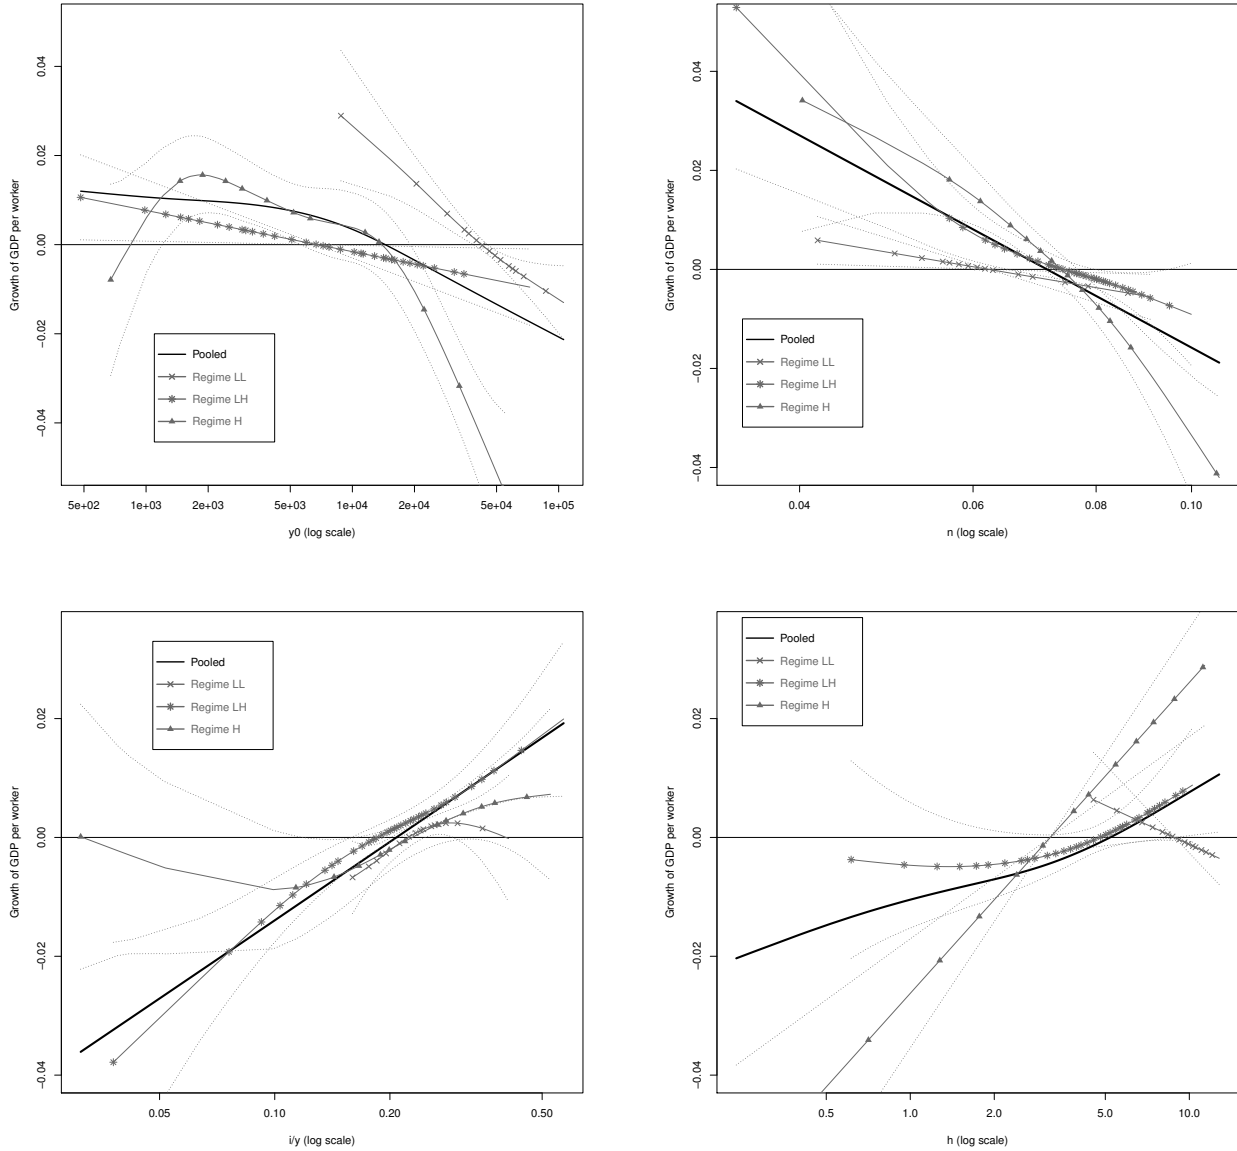 Growth of GDP per worker
0.04
0.02
0.00
−0.02
−0.04
Pooled
Regime LL
Regime LH
Regime H
5e+02 1e+03 2e+03 5e+03 1e+04 2e+04 5e+04 1e+05
y0 (log scale)
Growth of GDP per worker
0.04
0.02
0.00
−0.02
−0.04
Pooled
Regime LL
Regime LH
Regime H
0.04 0.06 0.08 0.10
n (log scale)
Growth of GDP per worker
0.02
0.00
−0.02
−0.04
Pooled
Regime LL
Regime LH
Regime H
0.05 0.10 0.20 0.50
i/y (log scale)
Growth of GDP per worker
0.02
0.00
−0.02
−0.04
Pooled
Regime LL
Regime LH
Regime H
0.5 1.0 2.0 5.0 10.0
h (log scale)